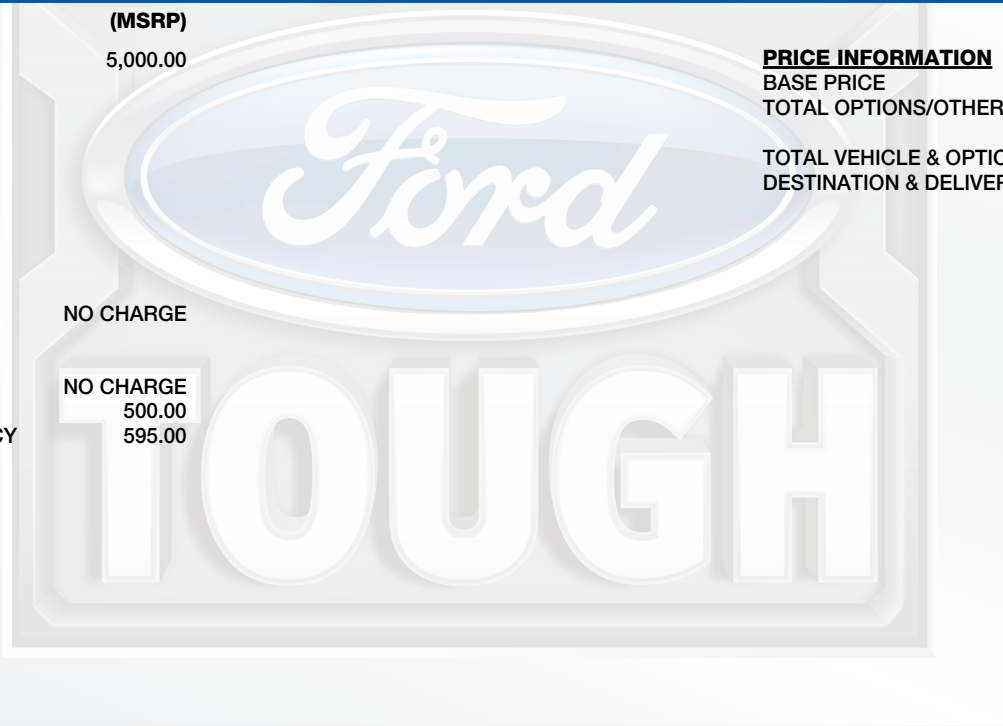 (MSRP)
5,000.00
NO CHARGE
NO CHARGE
500.00
CY 595.00
PRICE INFORMATION
BASE PRICE
TOTAL OPTIONS/OTHER
TOTAL VEHICLE & OPTIO
DESTINATION & DELIVER
Ford
TOUGH